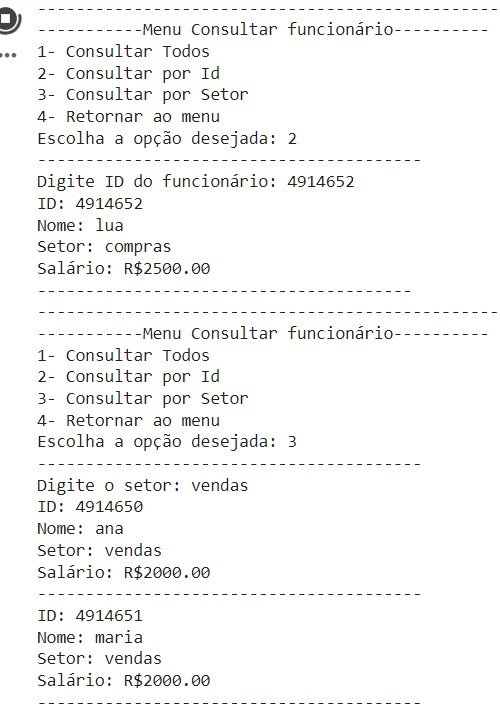 ------------------------------------------------
-----------Menu Consultar funcionário----------
1- Consultar Todos
2- Consultar por Id
3- Consultar por Setor
4- Retornar ao menu
Escolha a opção desejada: 2
----------------------------------------
Digite ID do funcionário: 4914652
ID: 4914652
Nome: lua
Setor: compras
Salário: R$2500.00
---------------------------------------
------------------------------------------------
-----------Menu Consultar funcionário----------
1- Consultar Todos
2- Consultar por Id
3- Consultar por Setor
4- Retornar ao menu
Escolha a opção desejada: 3
----------------------------------------
Digite o setor: vendas
ID: 4914650
Nome: ana
Setor: vendas
Salário: R$2000.00
----------------------------------------
ID: 4914651
Nome: maria
Setor: vendas
Salário: R$2000.00
----------------------------------------